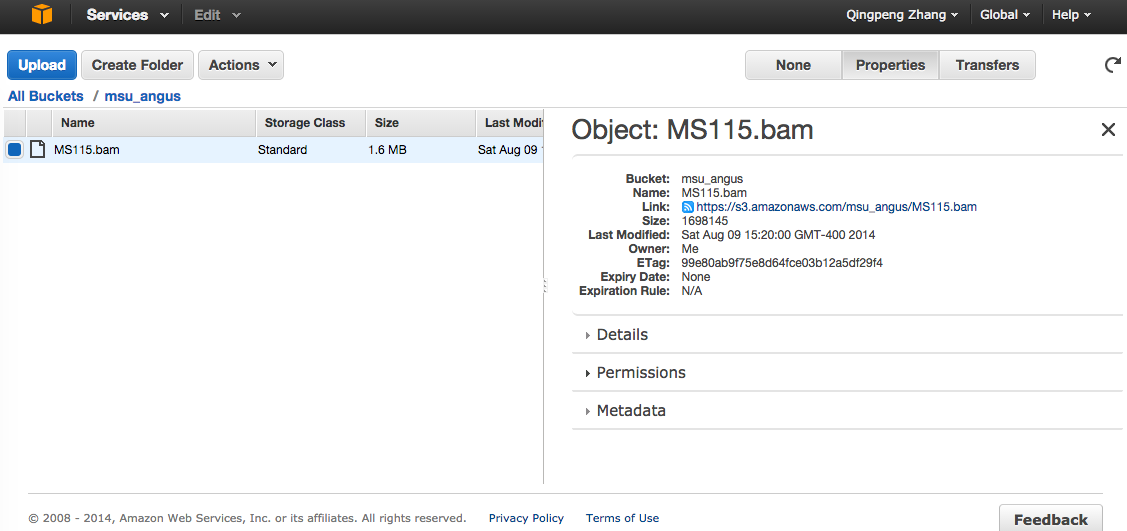 Services Edit Qingpeng Zhang Global Help
Upload Create Folder Actions None Properties Transfers
All Buckets / msu_angus
Name Storage Class Size Last Modif
MS115.bam Standard 1.6 MB Sat Aug 09
Object: MS115.bam
Bucket: msu_angus
Name: MS115.bam
Link: https://s3.amazonaws.com/msu_angus/MS115.bam
Size: 1698145
Last Modified: Sat Aug 09 15:20:00 GMT-400 2014
Owner: Me
ETag: 99e80ab9f75e8d64fce03b12a5df29f4
Expiry Date: None
Expiration Rule: N/A
Details
Permissions
Metadata
© 2008 - 2014, Amazon Web Services, Inc. or its affiliates. All rights reserved. Privacy Policy Terms of Use Feedback